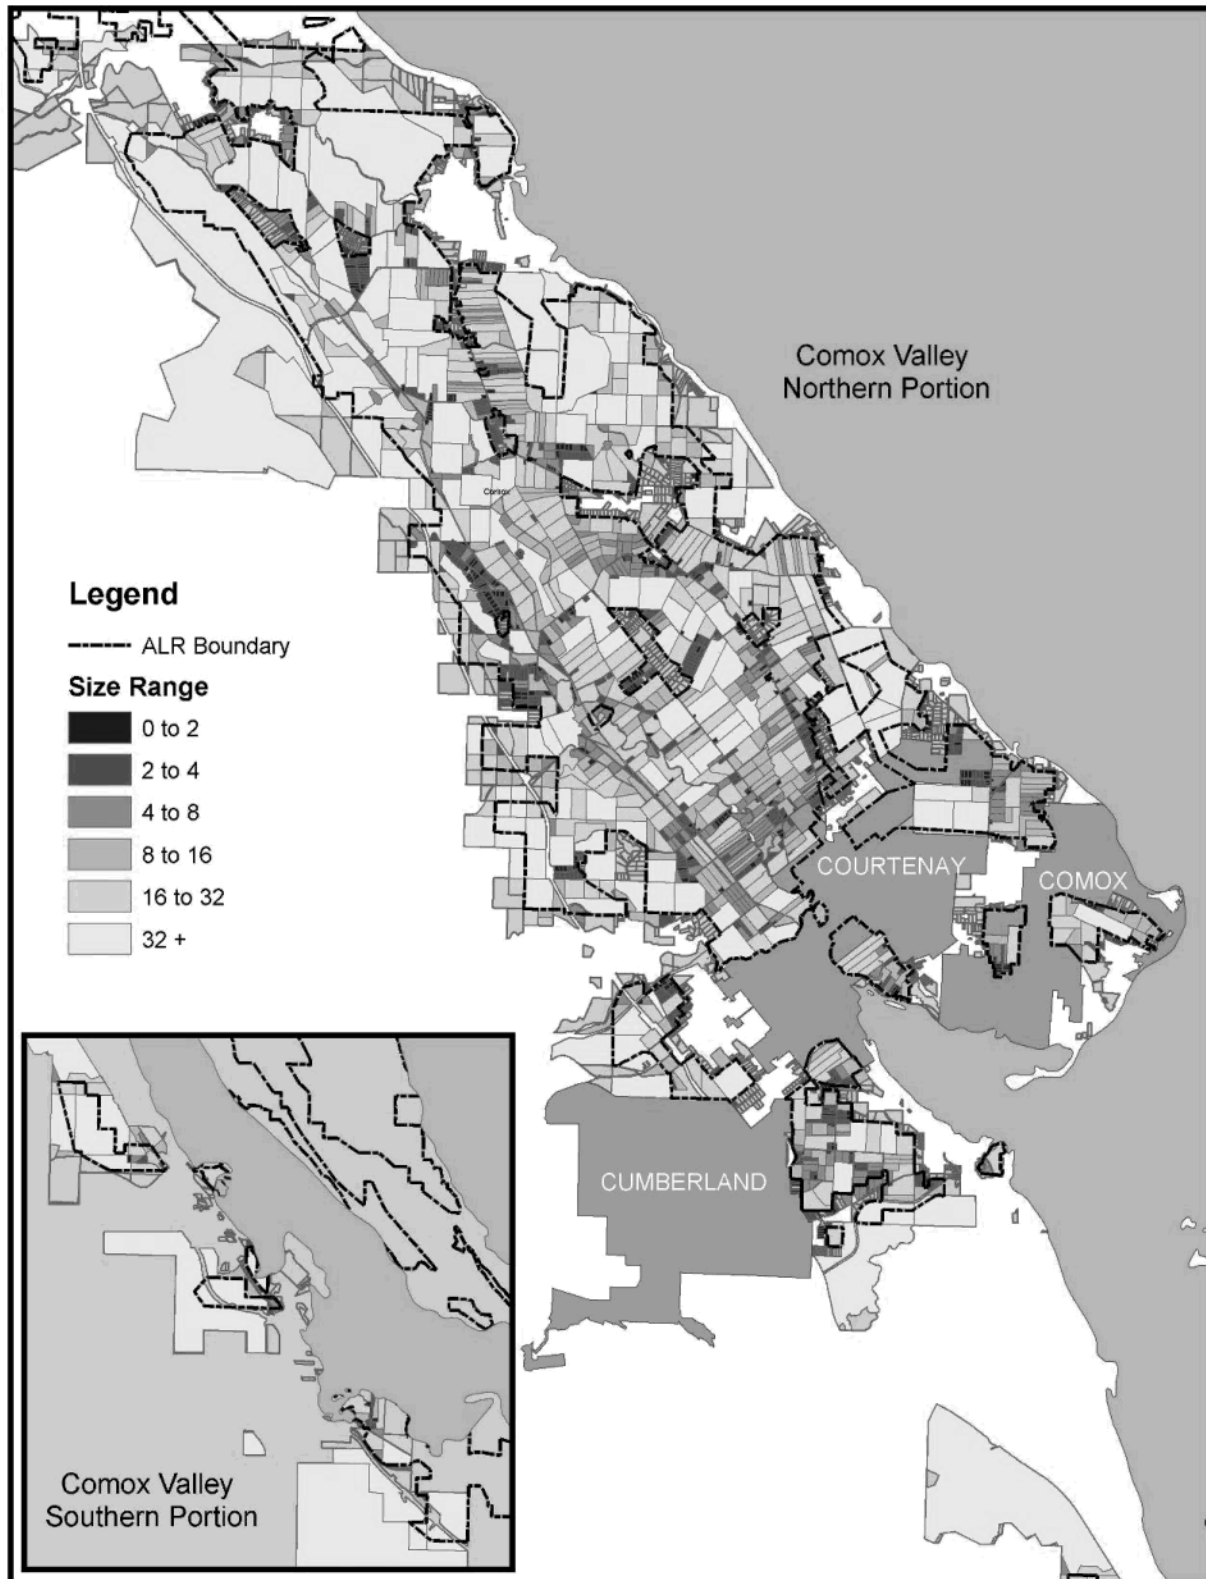 Comox Valley
Northern Portion
Comox
Legend
ALR Boundary
Size Range
0 to 2
2 to 4
4 to 8
8 to 16
16 to 32
32 +
COURTENAY
COMOX
CUMBERLAND
Comox Valley
Southern Portion